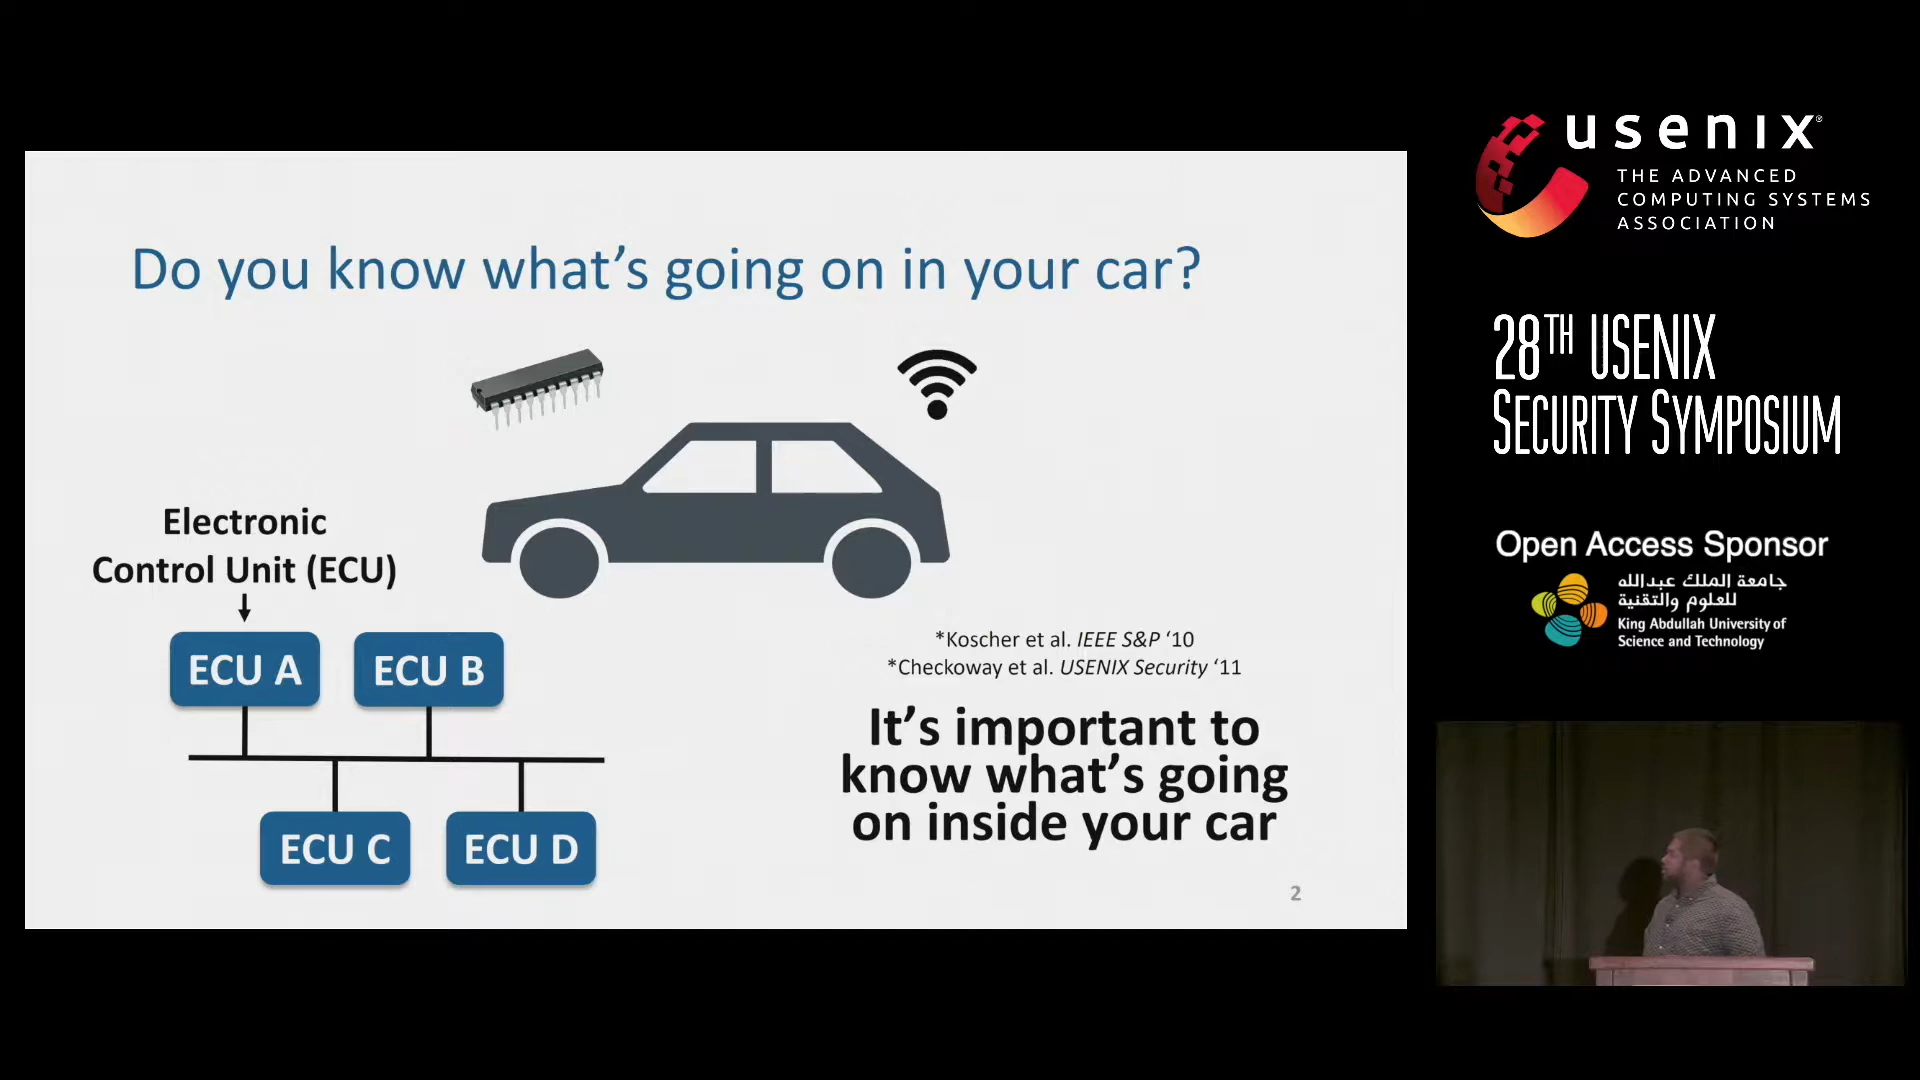 Do you know what's going on in your car?
Electronic
Control Unit (ECU)
ECU A
ECU B
ECU C
ECU D
*Koscher et al. IEEE S&P ‘10
*Checkoway et al. USENIX Security ‘11
It's important to
know what's going
on inside your car
2
usenix®
THE ADVANCED
COMPUTING SYSTEMS
ASSOCIATION
28TH USENIX
SECURITY SYMPOSIUM
Open Access Sponsor
جامعة الملك عبدالله
للعلوم والتقنية
King Abdullah University of
Science and Technology